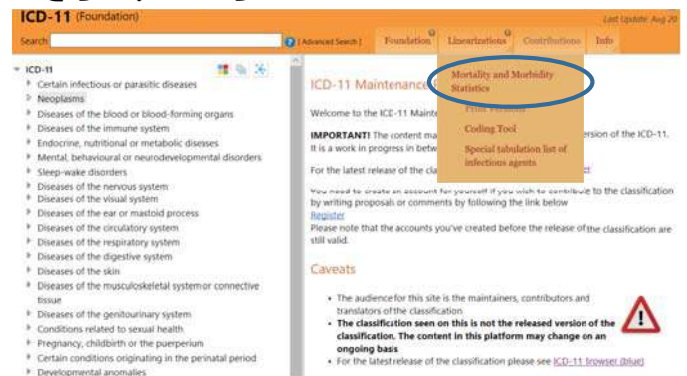 ICD-11 (Foundation)
Last Update: Aug 20
Search
[ Advanced Search ]
Foundation
Linearizations
Contributions
Info
Mortality and Morbidity
Statistics
Print Versions
Coding Tool
Special tabulation list of
infectious agents
ICD-11
Certain infectious or parasitic diseases
Neoplasms
Diseases of the blood or blood-forming organs
Diseases of the immune system
Endocrine, nutritional or metabolic diseases
Mental, behavioural or neurodevelopmental disorders
Sleep-wake disorders
Diseases of the nervous system
Diseases of the visual system
Diseases of the ear or mastoid process
Diseases of the circulatory system
Diseases of the respiratory system
Diseases of the digestive system
Diseases of the skin
Diseases of the musculoskeletal system or connective
tissue
Diseases of the genitourinary system
Conditions related to sexual health
Pregnancy, childbirth or the puerperium
Certain conditions originating in the perinatal period
Developmental anomalies
ICD-11 Maintenance
Welcome to the ICE-11 Mainte
IMPORTANT! The content ma
ersion of the ICD-11.
It is a work in progress in betw
For the latest release of the cla
You need to create an account for yourself if you wish to contribute to the classification
by writing proposals or comments by following the link below
Register
Please note that the accounts you've created before the release of the classification are
still valid.
Caveats
The audience for this site is the maintainers, contributors and
translators of the classification
The classification seen on this is not the released version of the
classification. The content in this platform may change on an
ongoing basis
For the latest release of the classification please see ICD-11 browser (blue)